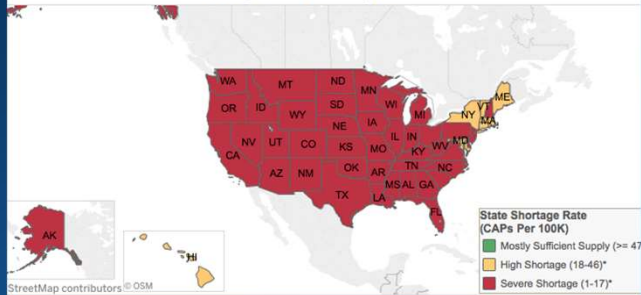 WA
MT
ND
MN
OR
ID
SD
WI
MI
VT
ME
NY
MA
WY
IA
NE
IL
IN
MD
NV
UT
CO
KS
MO
KY
WV
CA
OK
TN
NC
AZ
NM
AR
MS
AL
GA
TX
LA
FL
AK
HI
State Shortage Rate
(CAPs Per 100K)
Mostly Sufficient Supply (>= 47
High Shortage (18-46)*
Severe Shortage (1-17)*
StreetMap contributors © OSM